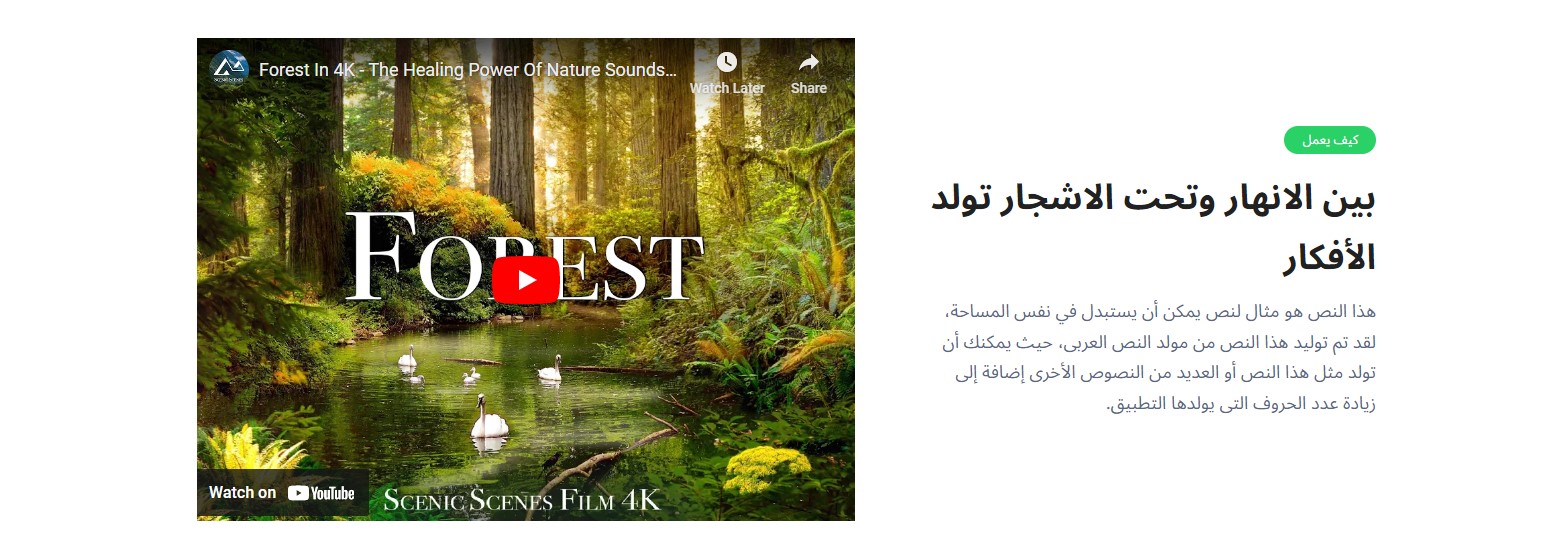 كيف يعمل
بين الانهار وتحت الاشجار تولد
الأفكار
هذا النص هو مثال لنص يمكن أن يستبدل في نفس المساحة،
لقد تم توليد هذا النص من مولد النص العربى، حيث يمكنك أن
تولد مثل هذا النص أو العديد من النصوص الأخرى إضافة إلى
زيادة عدد الحروف التى يولدها التطبيق.
Forest In 4K - The Healing Power Of Nature Sounds...
Watch Later
Share
FOREST
Watch on YouTube
SCENIC SCENES FILM 4K